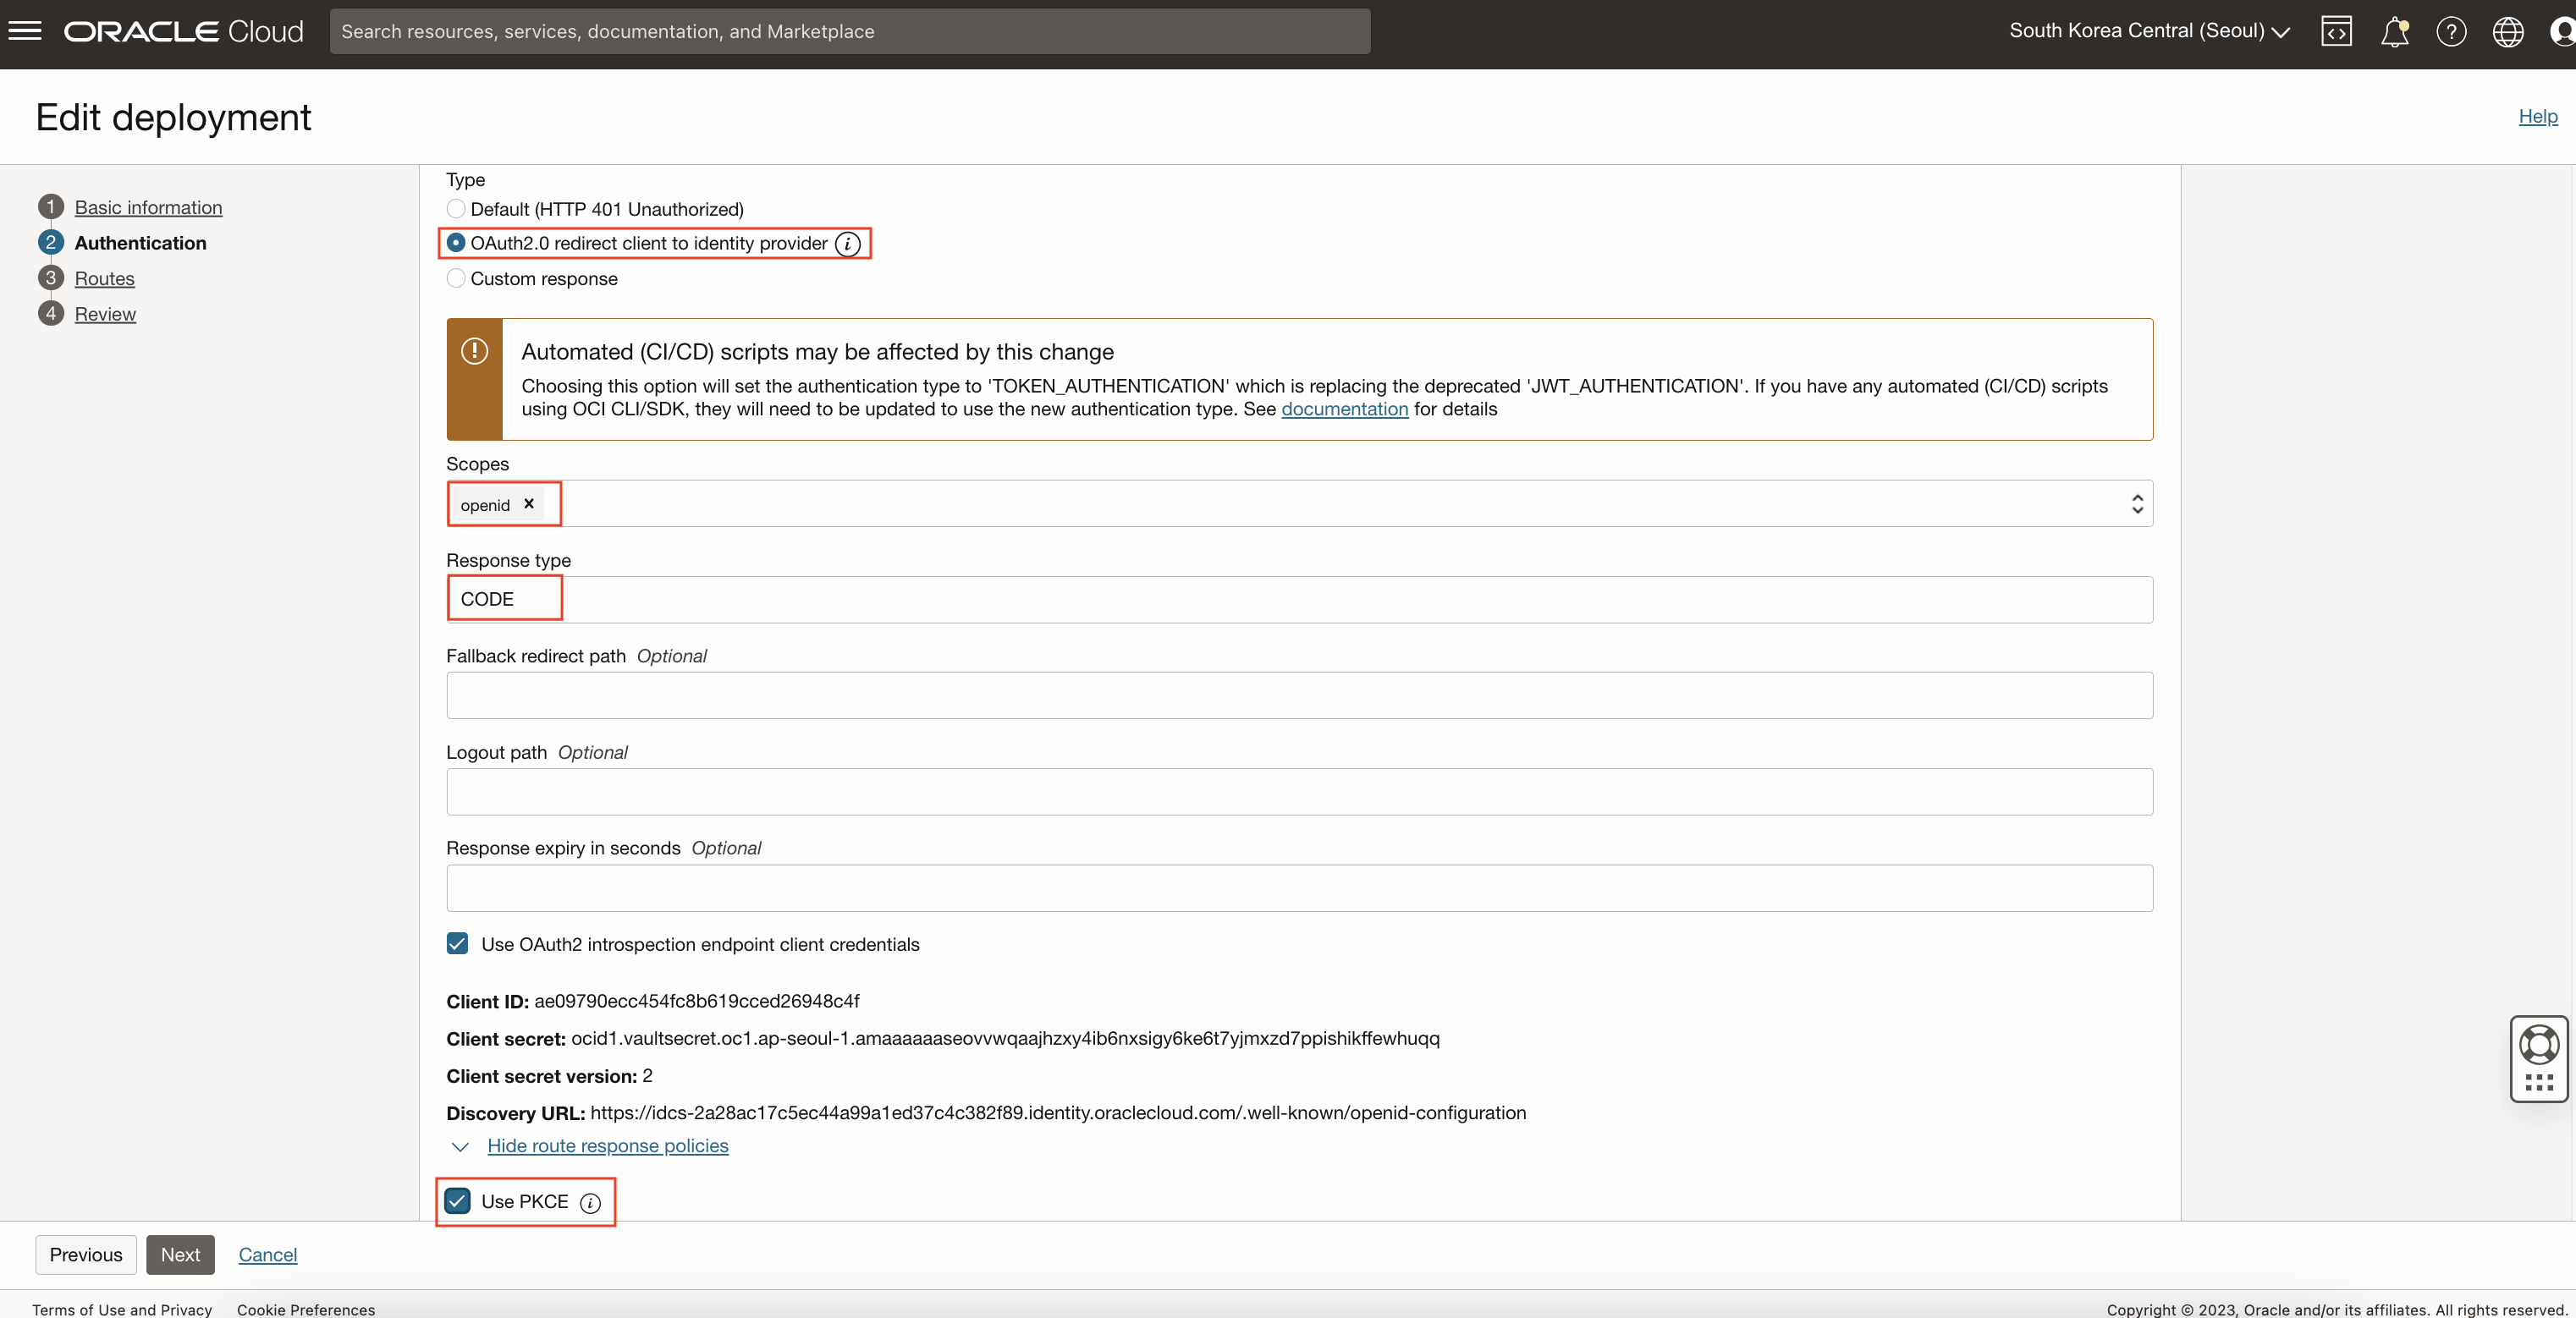 ORACLE Cloud
Search resources, services, documentation, and Marketplace
South Korea Central (Seoul)
Edit deployment
Help
1 Basic information
2 Authentication
3 Routes
4 Review
Type
Default (HTTP 401 Unauthorized)
OAuth2.0 redirect client to identity provider
Custom response
Automated (CI/CD) scripts may be affected by this change
Choosing this option will set the authentication type to 'TOKEN_AUTHENTICATION' which is replacing the deprecated 'JWT_AUTHENTICATION'. If you have any automated (CI/CD) scripts
using OCI CLI/SDK, they will need to be updated to use the new authentication type. See documentation for details
Scopes
openid
Response type
CODE
Fallback redirect path Optional
Logout path Optional
Response expiry in seconds Optional
Use OAuth2 introspection endpoint client credentials
Client ID: ae09790ecc454fc8b619cced26948c4f
Client secret: ocid1.vaultsecret.oc1.ap-seoul-1.amaaaaaaseovvwqaajhzxy4ib6nxsigy6ke6t7yjmxzd7ppishikffewhuqq
Client secret version: 2
Discovery URL: https://idcs-2a28ac17c5ec44a99a1ed37c4c382f89.identity.oraclecloud.com/.well-known/openid-configuration
Hide route response policies
Use PKCE
Previous
Next
Cancel
Terms of Use and Privacy
Cookie Preferences
Copyright © 2023, Oracle and/or its affiliates. All rights reserved.